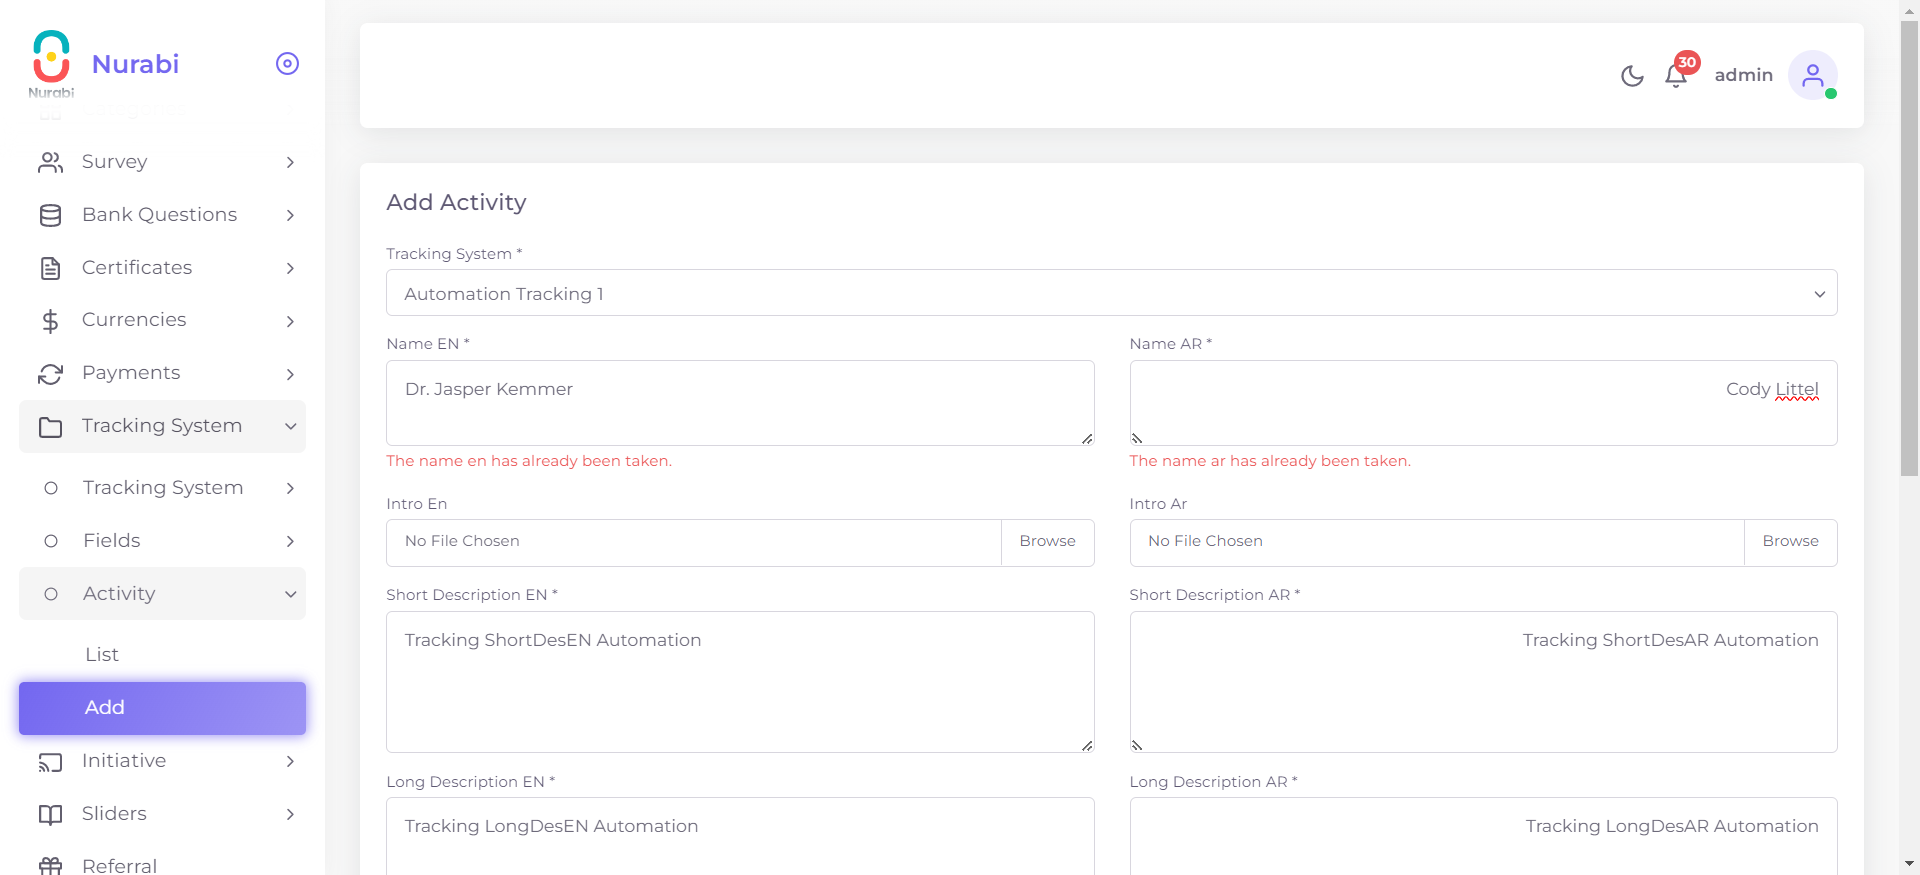 Nurabi
Nurabi
Survey
Bank Questions
Certificates
Currencies
Payments
Tracking System
Tracking System
Fields
Activity
List
Add
Initiative
Sliders
Referral
30
admin
Add Activity
Tracking System *
Automation Tracking 1
Name EN *
Name AR *
Dr. Jasper Kemmer
Cody Littel
The name en has already been taken.
The name ar has already been taken.
Intro En
Intro Ar
No File Chosen
Browse
No File Chosen
Browse
Short Description EN *
Short Description AR *
Tracking ShortDesEN Automation
Tracking ShortDesAR Automation
Long Description EN *
Long Description AR *
Tracking LongDesEN Automation
Tracking LongDesAR Automation